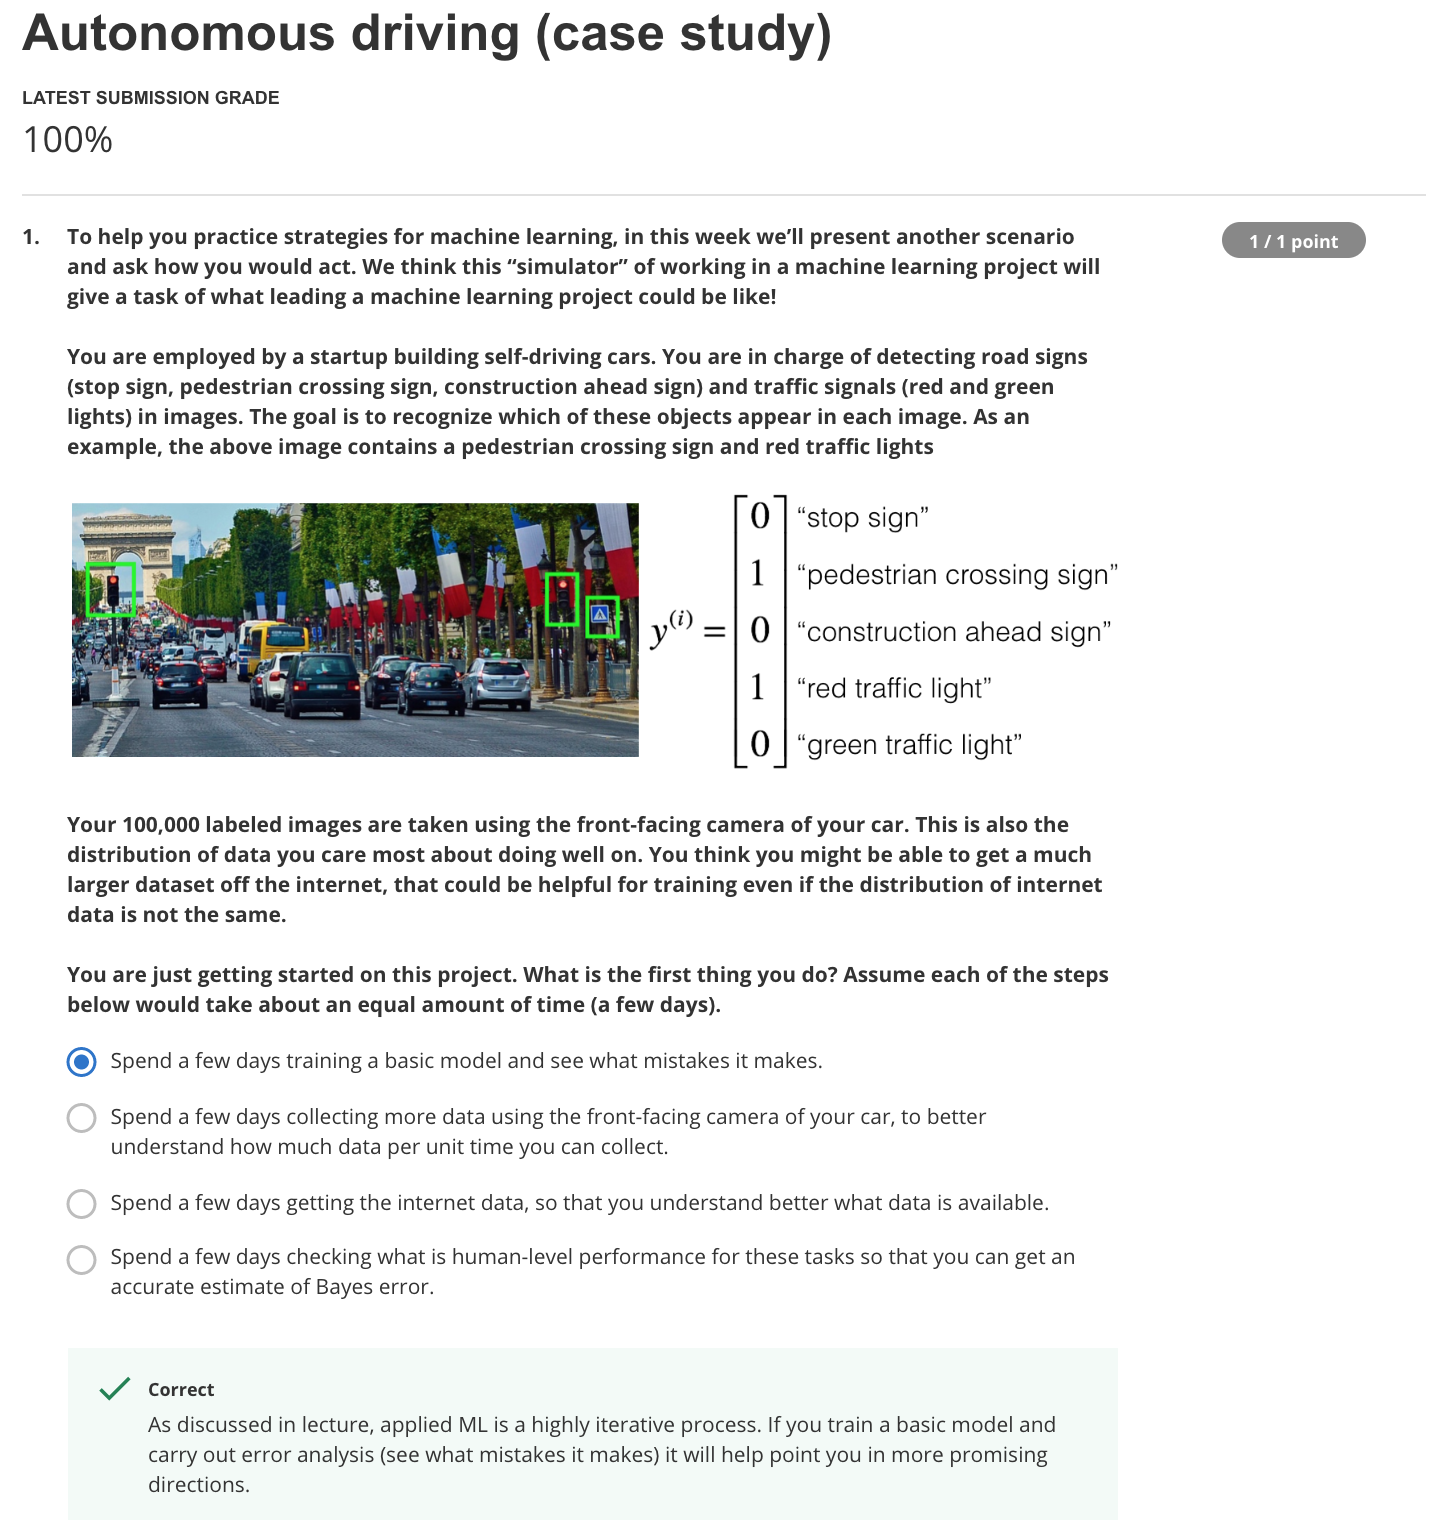 Autonomous driving (case study)
LATEST SUBMISSION GRADE
100%
1. To help you practice strategies for machine learning, in this week we’ll present another scenario
and ask how you would act. We think this “simulator” of working in a machine learning project will
give a task of what leading a machine learning project could be like!
1 / 1 point
You are employed by a startup building self-driving cars. You are in charge of detecting road signs
(stop sign, pedestrian crossing sign, construction ahead sign) and traffic signals (red and green
lights) in images. The goal is to recognize which of these objects appear in each image. As an
example, the above image contains a pedestrian crossing sign and red traffic lights
y(i) =
0 “stop sign”
1 “pedestrian crossing sign”
0 “construction ahead sign”
1 “red traffic light”
0 “green traffic light”
Your 100,000 labeled images are taken using the front-facing camera of your car. This is also the
distribution of data you care most about doing well on. You think you might be able to get a much
larger dataset off the internet, that could be helpful for training even if the distribution of internet
data is not the same.
You are just getting started on this project. What is the first thing you do? Assume each of the steps
below would take about an equal amount of time (a few days).
Spend a few days training a basic model and see what mistakes it makes.
Spend a few days collecting more data using the front-facing camera of your car, to better
understand how much data per unit time you can collect.
Spend a few days getting the internet data, so that you understand better what data is available.
Spend a few days checking what is human-level performance for these tasks so that you can get an
accurate estimate of Bayes error.
Correct
As discussed in lecture, applied ML is a highly iterative process. If you train a basic model and
carry out error analysis (see what mistakes it makes) it will help point you in more promising
directions.